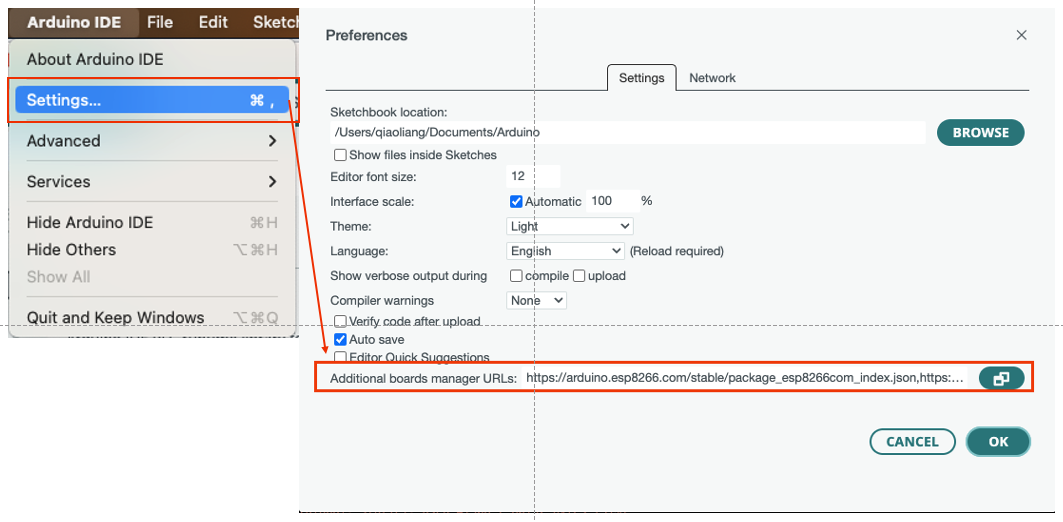 Arduino IDE File Edit Sketch
About Arduino IDE
Settings... ⌘ ,
Advanced >
Services >
Hide Arduino IDE ⌘H
Hide Others ⌥⌘H
Show All
Quit and Keep Windows ⌥⌘Q
Preferences
Settings Network
Sketchbook location:
/Users/qiaoliang/Documents/Arduino
BROWSE
Show files inside Sketches
Editor font size: 12
Interface scale: Automatic 100 %
Theme: Light
Language: English (Reload required)
Show verbose output during compile upload
Compiler warnings None
Verify code after upload
Auto save
Editor Quick Suggestions
Additional boards manager URLs: https://arduino.esp8266.com/stable/package_esp8266com_index.json,https:...
CANCEL OK